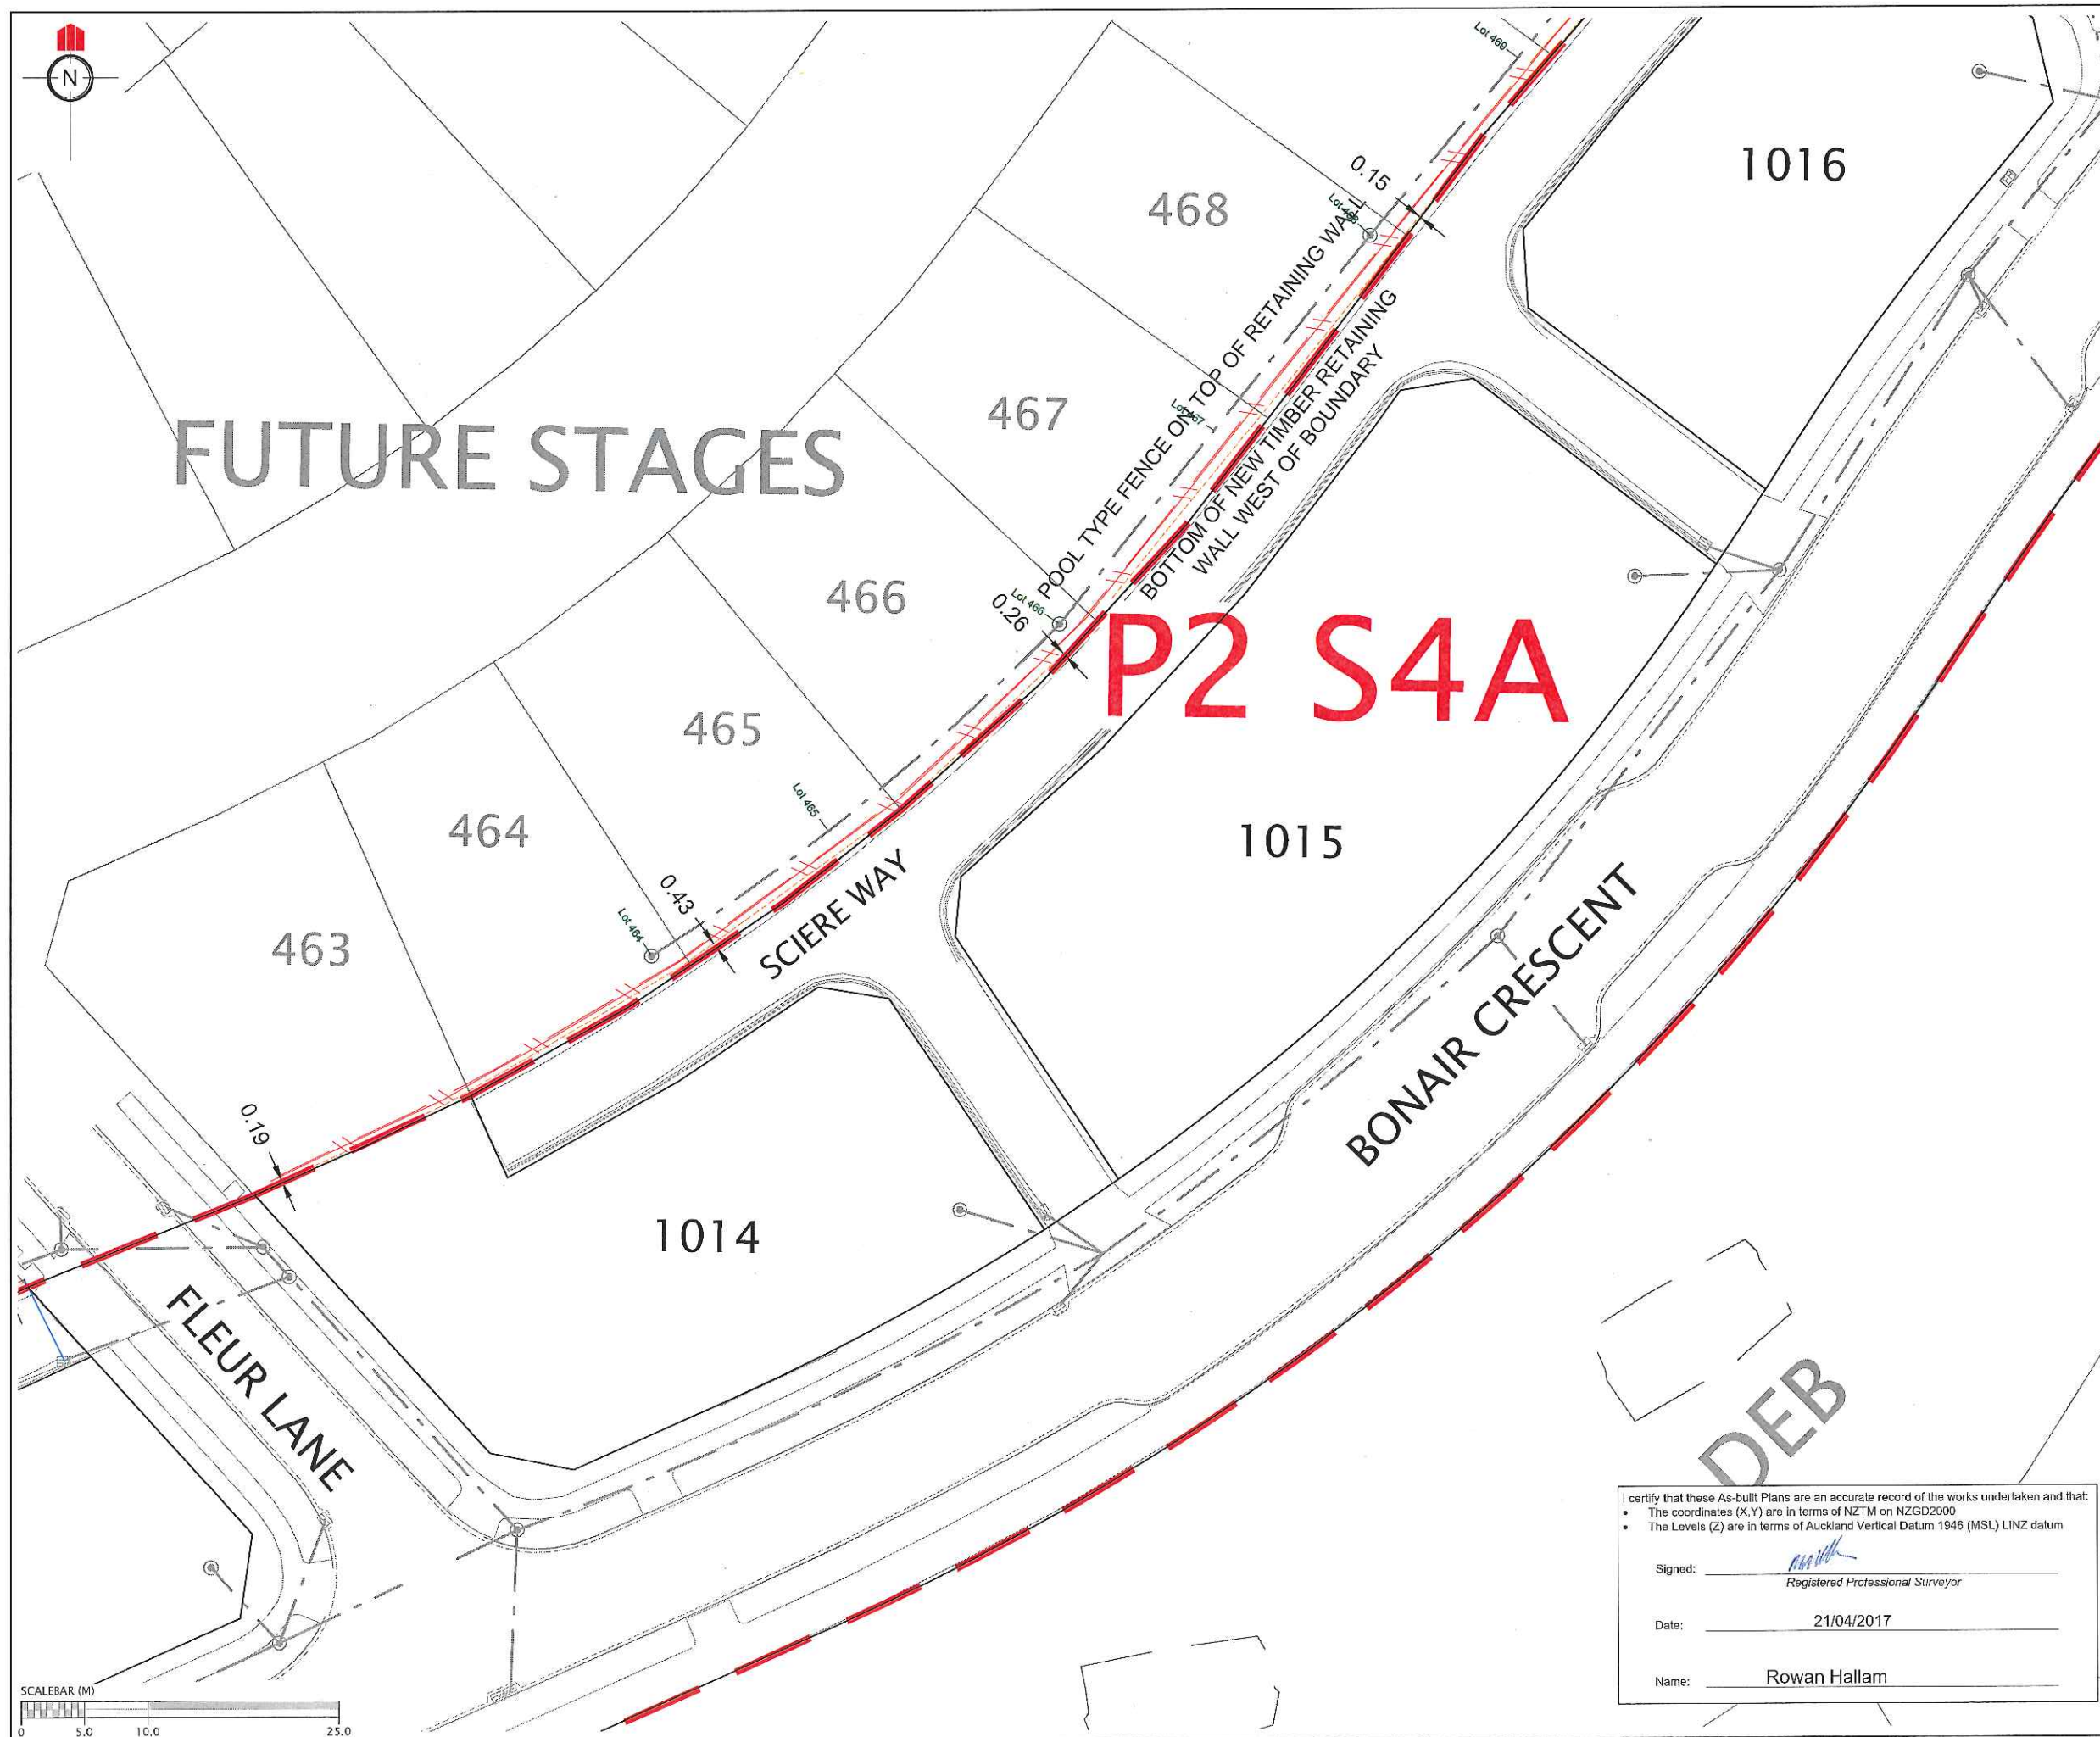 N
Lot 469
0.15
1016
468
Lot 468
POOL TYPE FENCE ON TOP OF RETAINING WALL
BOTTOM OF NEW TIMBER RETAINING
WALL WEST OF BOUNDARY
467
Lot 467
FUTURE STAGES
466
Lot 466
0.26
P2 S4A
465
Lot 465
464
1015
0.43
Lot 464
SCIERE WAY
463
BONAIR CRESCENT
0.19
1014
FLEUR LANE
DEB
I certify that these As-built Plans are an accurate record of the works undertaken and that:
• The coordinates (X,Y) are in terms of NZTM on NZGD2000
• The Levels (Z) are in terms of Auckland Vertical Datum 1946 (MSL) LINZ datum
Signed:
Registered Professional Surveyor
Date: 21/04/2017
Name: Rowan Hallam
SCALEBAR (M)
0 5.0 10.0 25.0